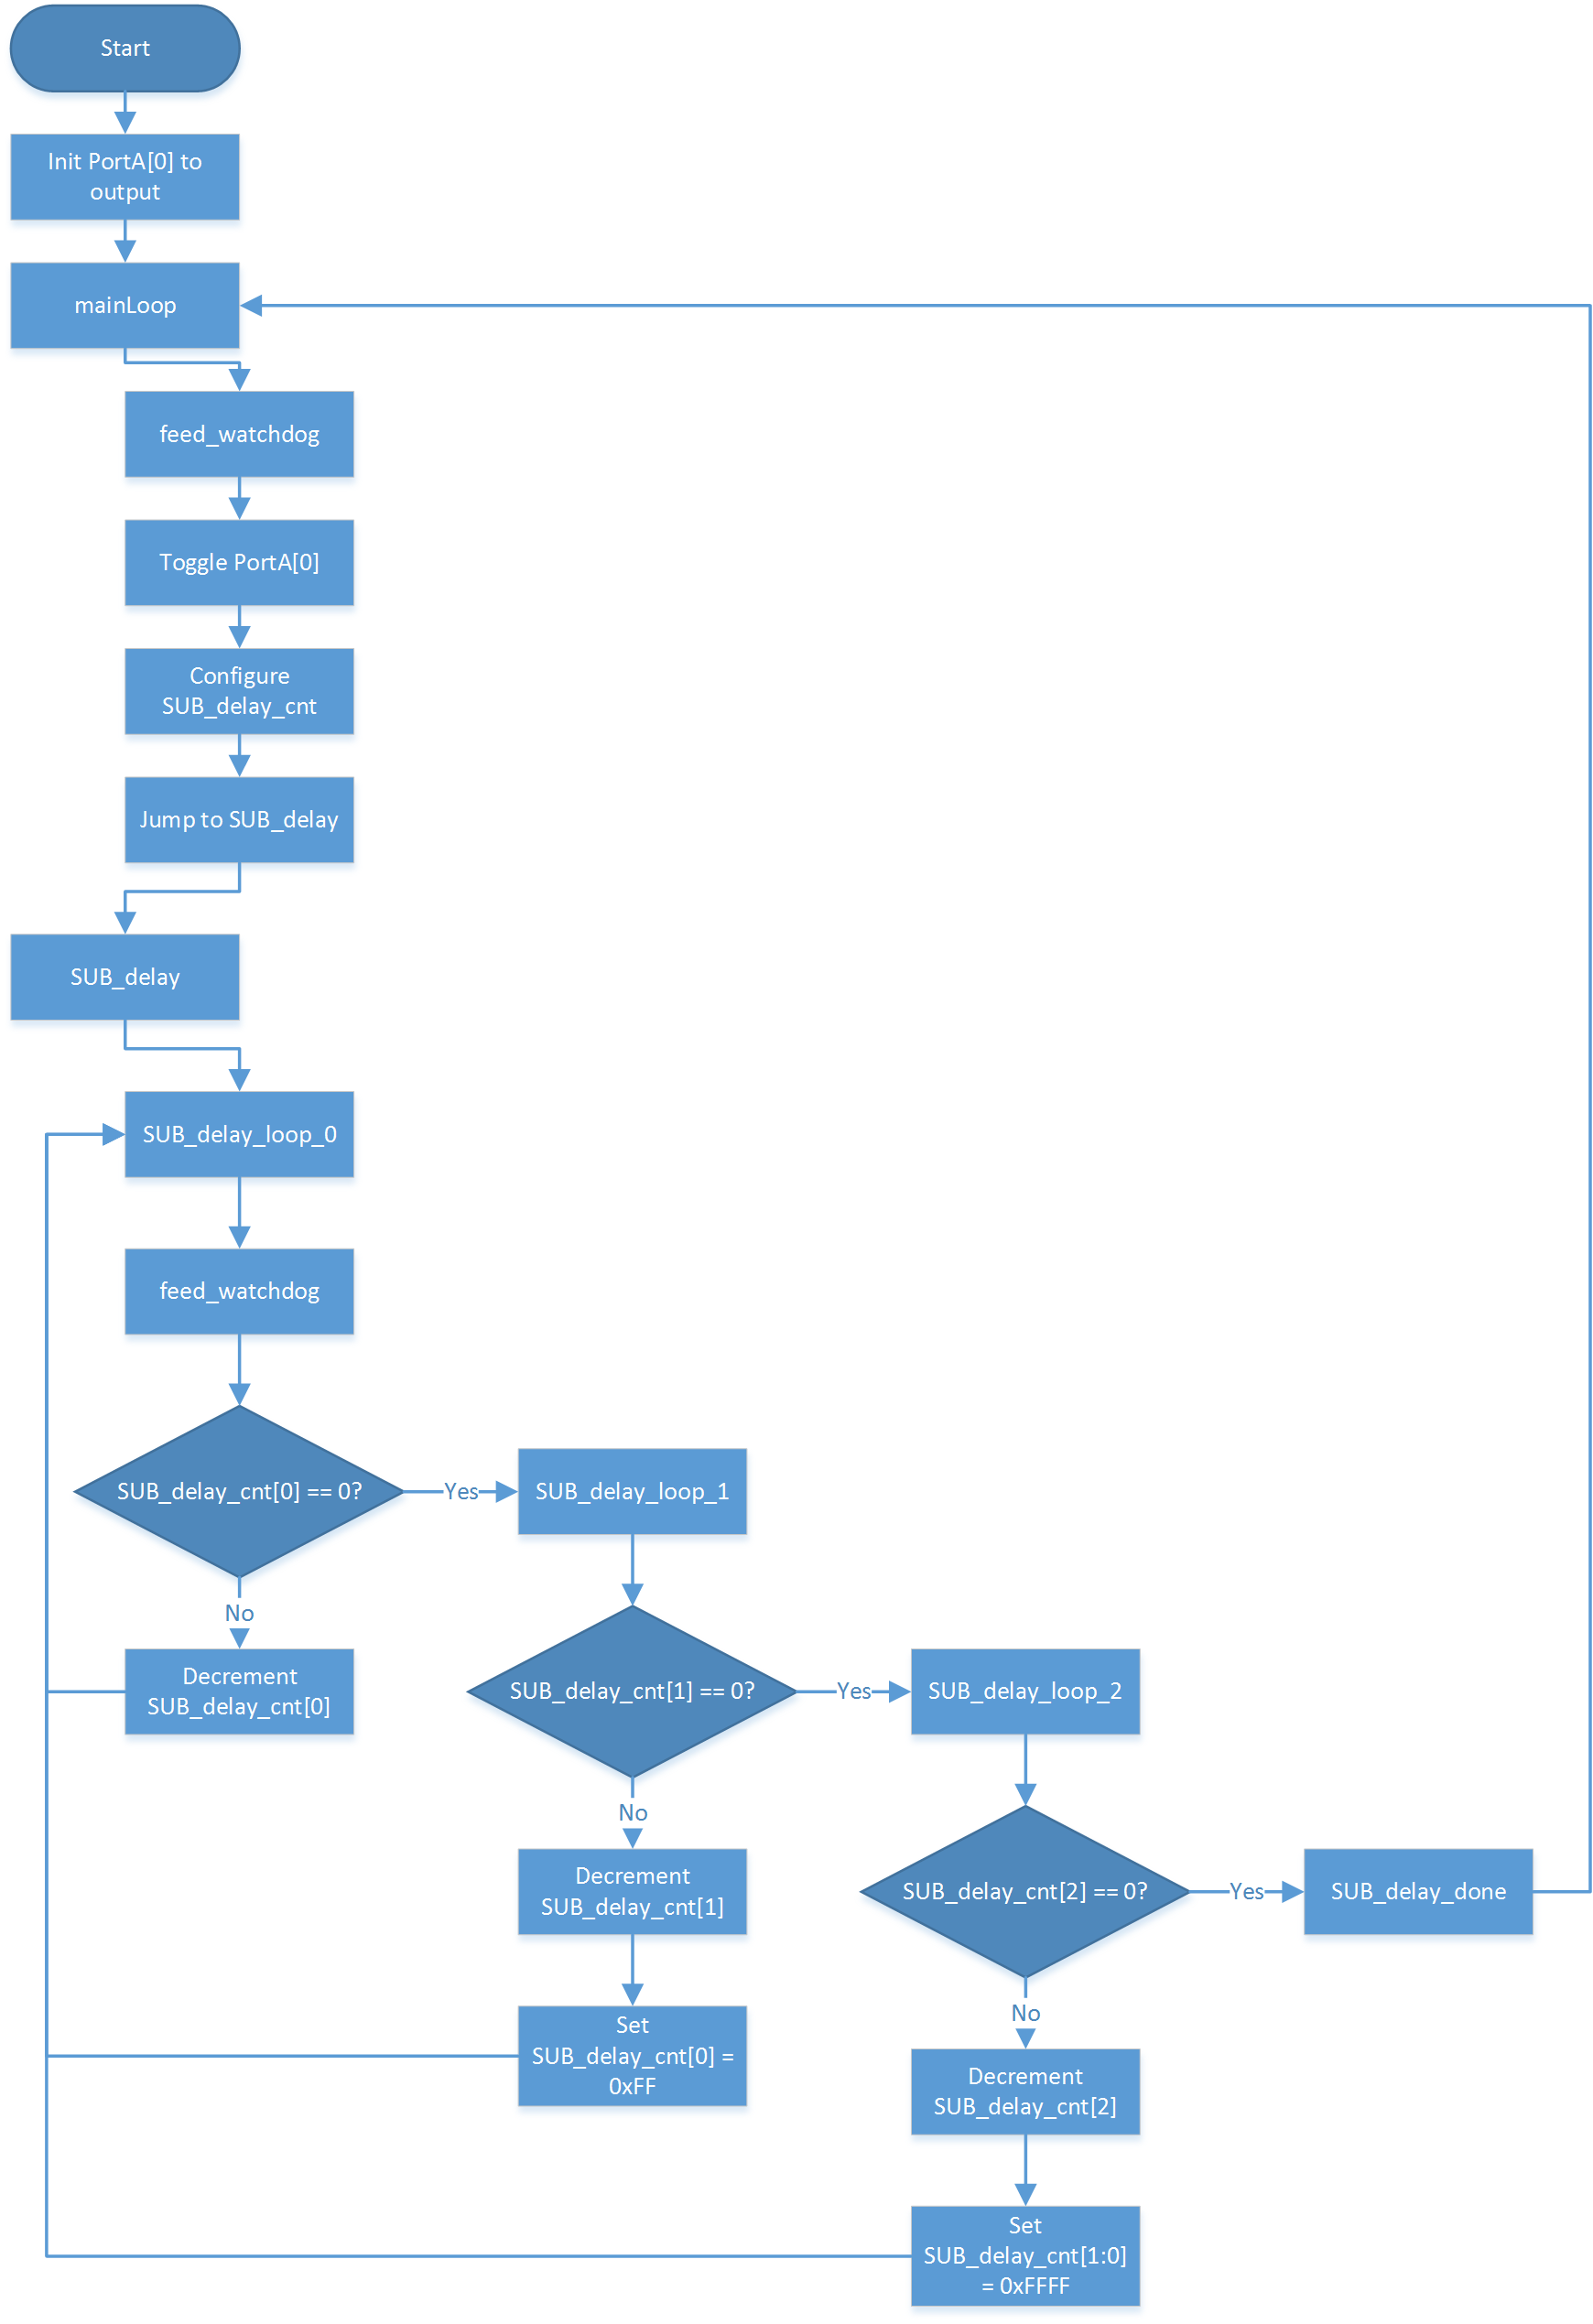 Start
Init PortA[0] to
output
mainLoop
feed_watchdog
Toggle PortA[0]
Configure
SUB_delay_cnt
Jump to SUB_delay
SUB_delay
SUB_delay_loop_0
feed_watchdog
SUB_delay_cnt[0] == 0?
Yes
SUB_delay_loop_1
No
Decrement
SUB_delay_cnt[0]
SUB_delay_cnt[1] == 0?
Yes
SUB_delay_loop_2
No
Decrement
SUB_delay_cnt[1]
Set
SUB_delay_cnt[0] =
0xFF
SUB_delay_cnt[2] == 0?
Yes
SUB_delay_done
No
Decrement
SUB_delay_cnt[2]
Set
SUB_delay_cnt[1:0]
= 0xFFFF